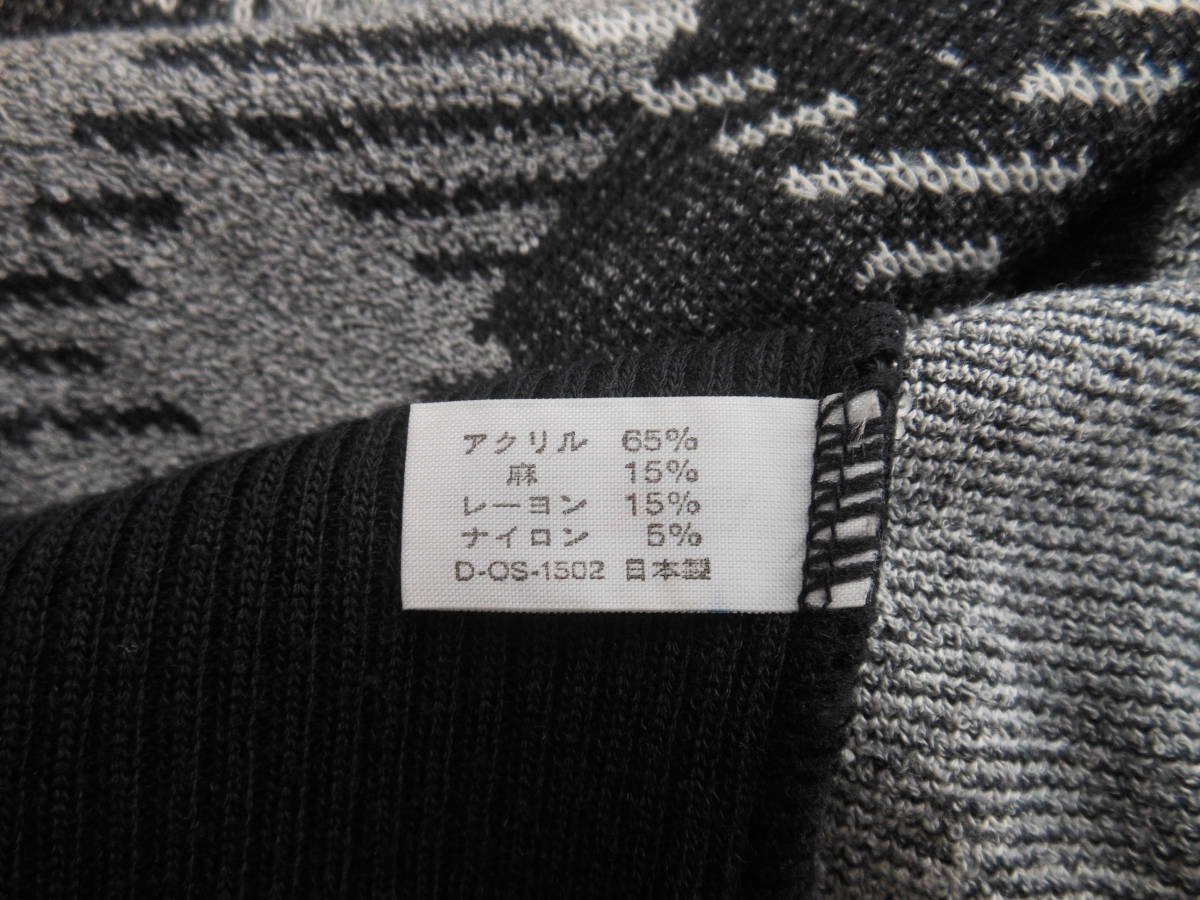 アクリル 65%
麻 15%
レーヨン 15%
ナイロン 5%
D-OS-1502 日本製